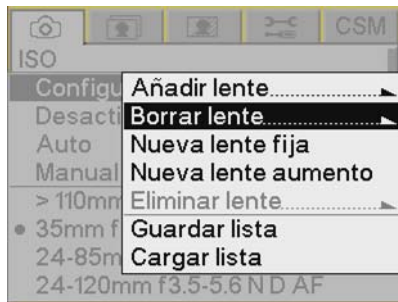 CSM
ISO
Configu
Añadir lente
Desacti
Borrar lente
Auto
Nueva lente fija
Manual
Nueva lente aumento
> 110mm
Eliminar lente
35mm f
Guardar lista
24-85m
Cargar lista
24-120mm f3.5-5.6 N D AF